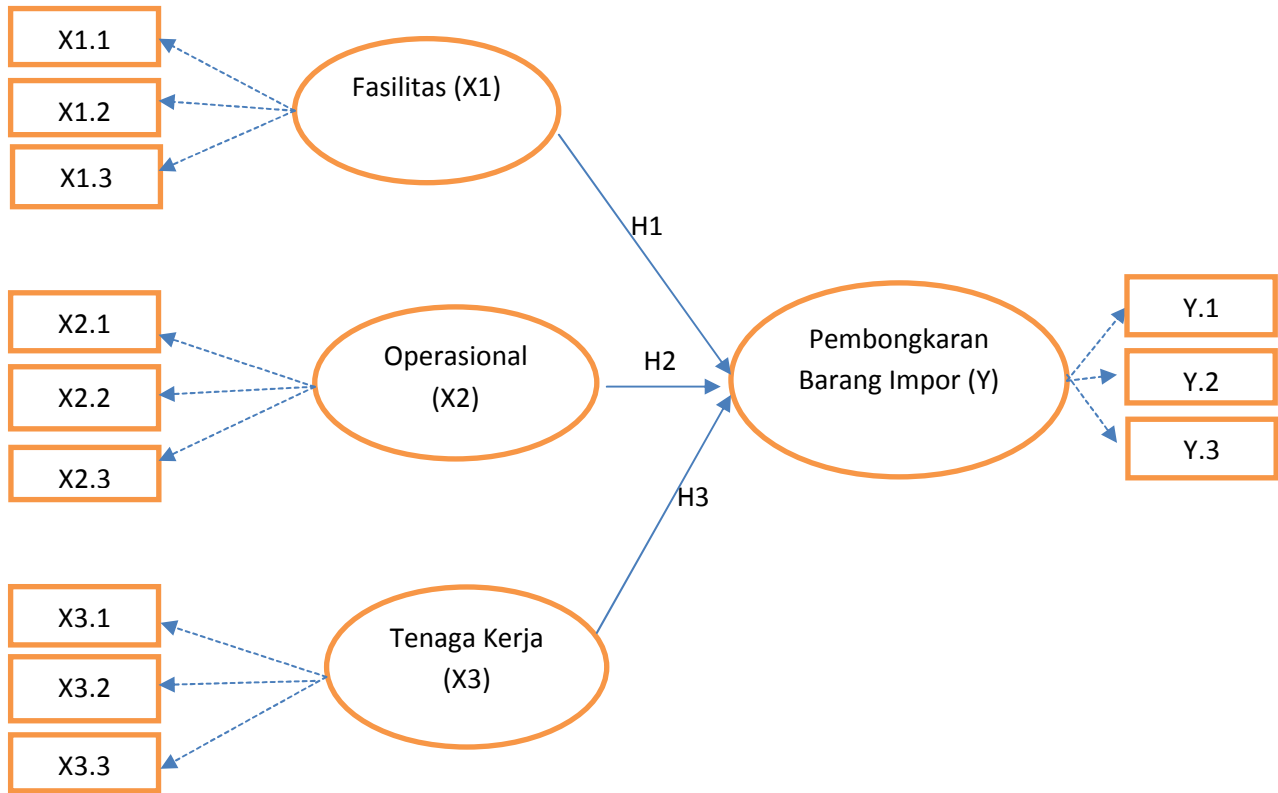 X1.1
X1.2
X1.3
Fasilitas (X1)
H1
X2.1
X2.2
X2.3
Operasional
(X2)
H2
Pembongkaran
Barang Impor (Y)
Y.1
Y.2
Y.3
H3
X3.1
X3.2
X3.3
Tenaga Kerja
(X3)